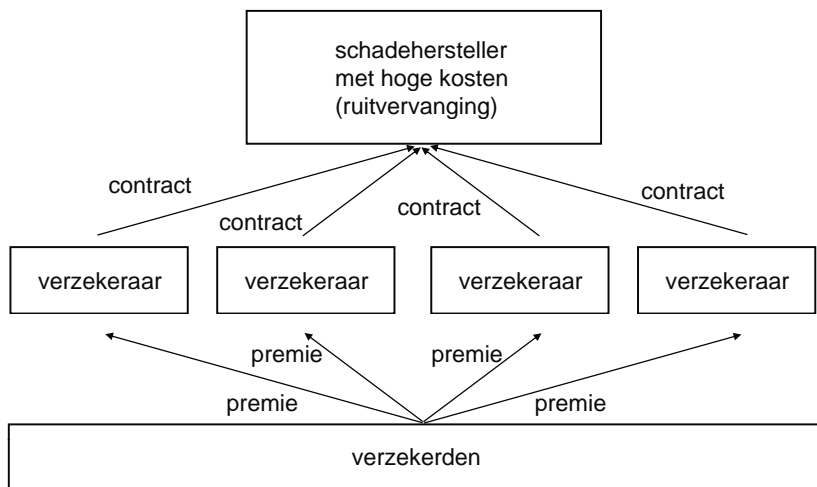 schadehersteller
met hoge kosten
(ruitvervanging)
contract
contract
contract
contract
verzekeraar
verzekeraar
verzekeraar
verzekeraar
premie
premie
premie
premie
verzekerden